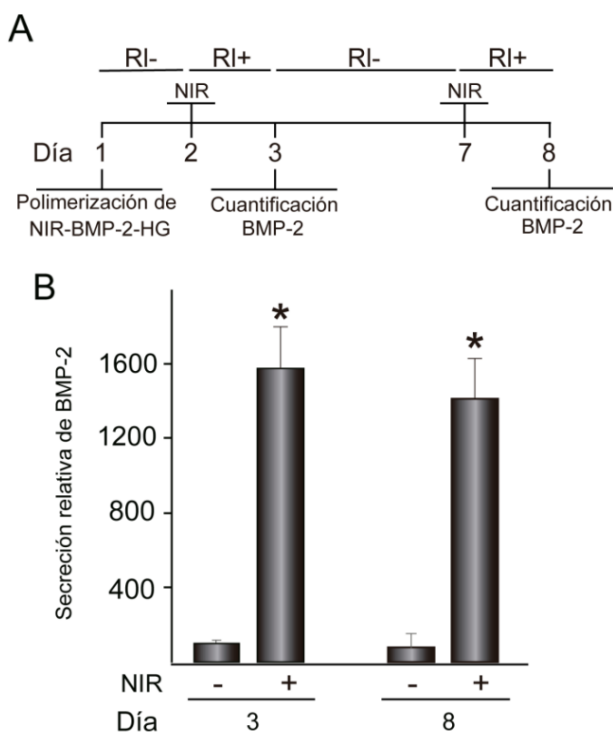 A
RI- RI+ RI- RI+
NIR NIR
Día 1 2 3 7 8
Polimerización de NIR-BMP-2-HG
Cuantificación BMP-2
Cuantificación BMP-2
B
Secreción relativa de BMP-2
1600
1200
800
400
* *
NIR - + - +
Día 3 8